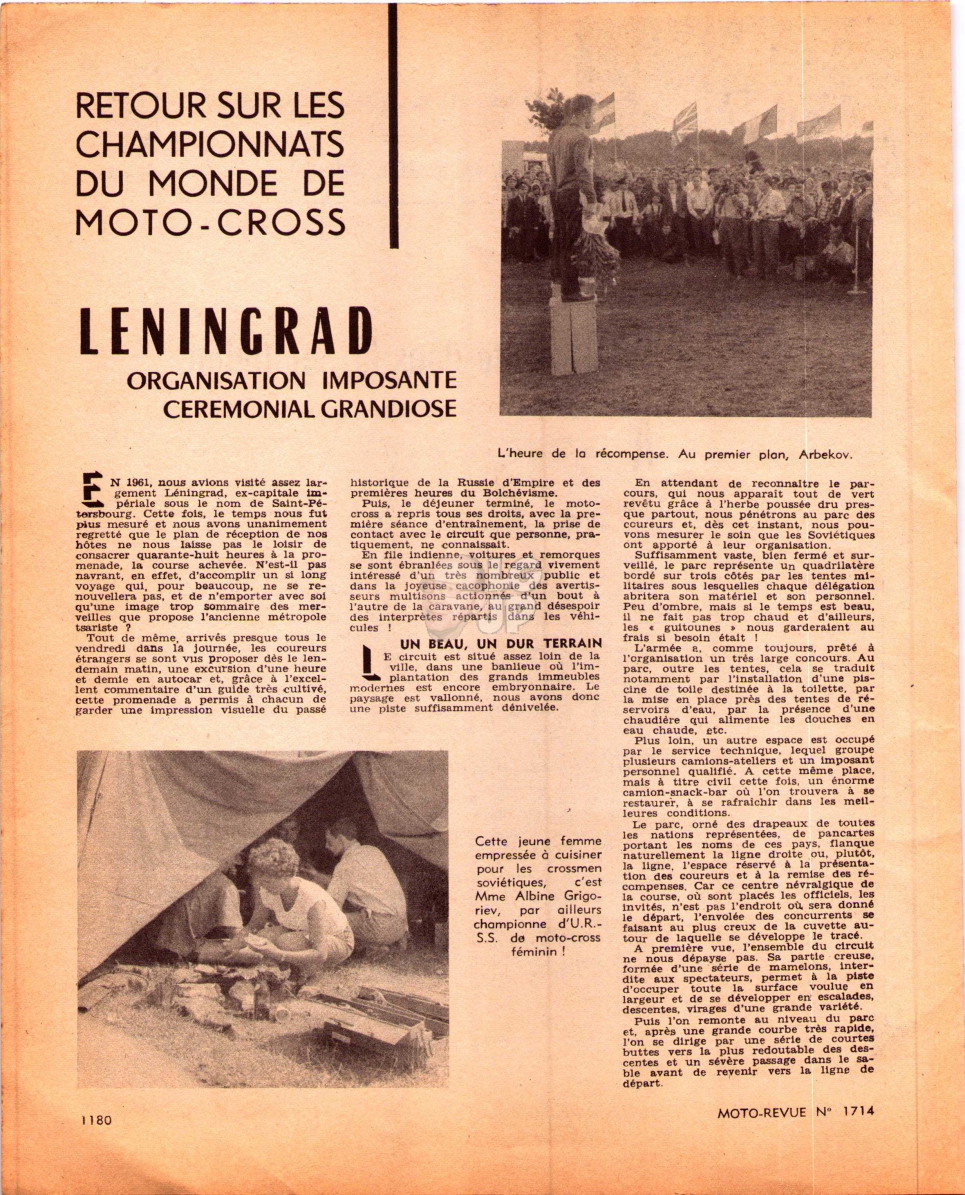 RETOUR SUR LES
CHAMPIONNATS
DU MONDE DE
MOTO-CROSS
LENINGRAD
ORGANISATION IMPOSANTE
CEREMONIAL GRANDIOSE
L'heure de la récompense. Au premier plan, Arbekov.
EN 1961, nous avions visité assez lar-
gement Léningrad, ex-capitale im-
périale sous le nom de Saint-Pé-
tersbourg. Cette fois, le temps nous fut
plus mesuré et nous avons unanimement
regretté que le plan de réception de nos
hôtes ne nous laisse pas le loisir de
consacrer quarante-huit heures à la pro-
menade, la course achevée. N'est-il pas
navrant, en effet, d'accomplir un si long
voyage qui, pour beaucoup, ne se re-
nouvellera pas, et de n'emporter avec soi
qu'une image trop sommaire des mer-
veilles que propose l'ancienne métropole
tsariste ?
Tout de même, arrivés presque tous le
vendredi dans la journée, les coureurs
étrangers se sont vus proposer dès le len-
demain matin, une excursion d'une heure
et demie en autocar et, grâce à l'excel-
lent commentaire d'un guide très cultivé,
cette promenade a permis à chacun de
garder une impression visuelle du passé
historique de la Russie d'Empire et des
premières heures du Bolchévisme.
Puis, le déjeuner terminé, le moto-
cross a repris tous ses droits, avec la pre-
mière séance d'entraînement, la prise de
contact avec le circuit que personne, pra-
tiquement, ne connaissait.
En file indienne, voitures et remorques
se sont ébranlées sous le regard vivement
intéressé d'un très nombreux public et
dans la joyeuse cacophonie des avertis-
seurs multisons actionnés d'un bout à
l'autre de la caravane, au grand désespoir
des interprètes répartis dans les véhi-
cules !
UN BEAU, UN DUR TERRAIN
LE circuit est situé assez loin de la
ville, dans une banlieue où l'im-
plantation des grands immeubles
modernes est encore embryonnaire. Le
paysage est vallonné, nous avons donc
une piste suffisamment dénivelée.
En attendant de reconnaître le par-
cours, qui nous apparaît tout de vert
revêtu grâce à l'herbe poussée dru pres-
que partout, nous pénétrons au parc des
coureurs et, dès cet instant, nous pou-
vons mesurer le soin que les Soviétiques
ont apporté à leur organisation.
Suffisamment vaste, bien fermé et sur-
veillé, le parc représente un quadrilatère
bordé sur trois côtés par les tentes mi-
litaires sous lesquelles chaque délégation
abritera son matériel et son personnel.
Peu d'ombre, mais si le temps est beau,
il ne fait pas trop chaud et d'ailleurs,
les « guitounes » nous garderaient au
frais si besoin était !
L'armée a, comme toujours, prêté à
l'organisation un très large concours. Au
parc, outre les tentes, cela se traduit
notamment par l'installation d'une pis-
cine de toile destinée à la toilette, par
la mise en place près des tentes de ré-
servoirs d'eau, par la présence d'une
chaudière qui alimente les douches en
eau chaude, etc.
Plus loin, un autre espace est occupé
par le service technique, lequel groupe
plusieurs camions-ateliers et un imposant
personnel qualifié. A cette même place,
mais à titre civil cette fois, un énorme
camion-snack-bar où l'on trouvera à se
restaurer, à se rafraîchir dans les meil-
leures conditions.
Le parc, orné des drapeaux de toutes
les nations représentées, de pancartes
portant les noms de ces pays, flanque
naturellement la ligne droite ou, plutôt,
la ligne, l'espace réservé à la présenta-
tion des coureurs et à la remise des ré-
compenses. Car ce centre névralgique de
la course, où sont placés les officiels, les
invités, n'est pas l'endroit où sera donné
le départ, l'envolée des concurrents se
faisant au plus creux de la cuvette au-
tour de laquelle se développe le tracé.
A première vue, l'ensemble du circuit
ne nous dépayse pas. Sa partie creuse,
formée d'une série de mamelons, inter-
dite aux spectateurs, permet à la piste
d'occuper toute la surface voulue en
largeur et de se développer en escalades,
descentes, virages d'une grande variété.
Puis l'on remonte au niveau du parc
et, après une grande courbe très rapide,
l'on se dirige par une série de courtes
buttes vers la plus redoutable des des-
centes et un sévère passage dans le sa-
ble avant de revenir vers la ligne de
départ.
Cette jeune femme
empressée à cuisiner
pour les crossmen
soviétiques, c'est
Mme Albine Grigo-
riev, par ailleurs
championne d'U.R.-
S.S. de moto-cross
féminin !
1180
MOTO-REVUE N° 1714